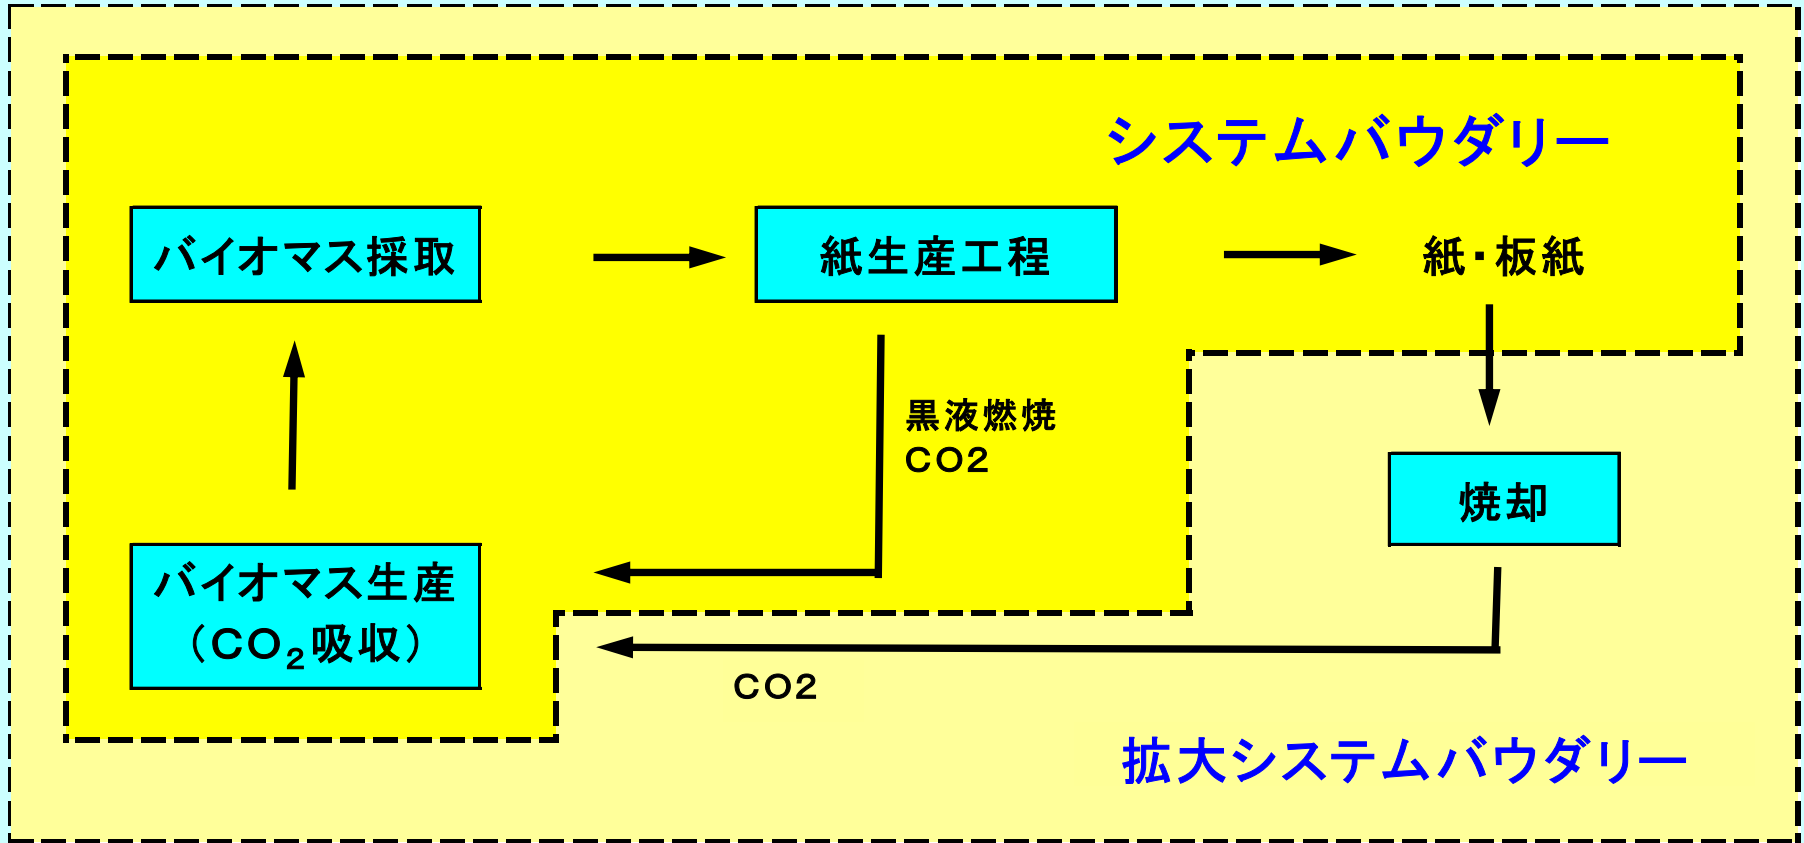 システムバウダリー
バイオマス採取
紙生産工程
紙・板紙
黒液燃焼
CO2
焼却
バイオマス生産
（CO₂吸収）
CO2
拡大システムバウダリー